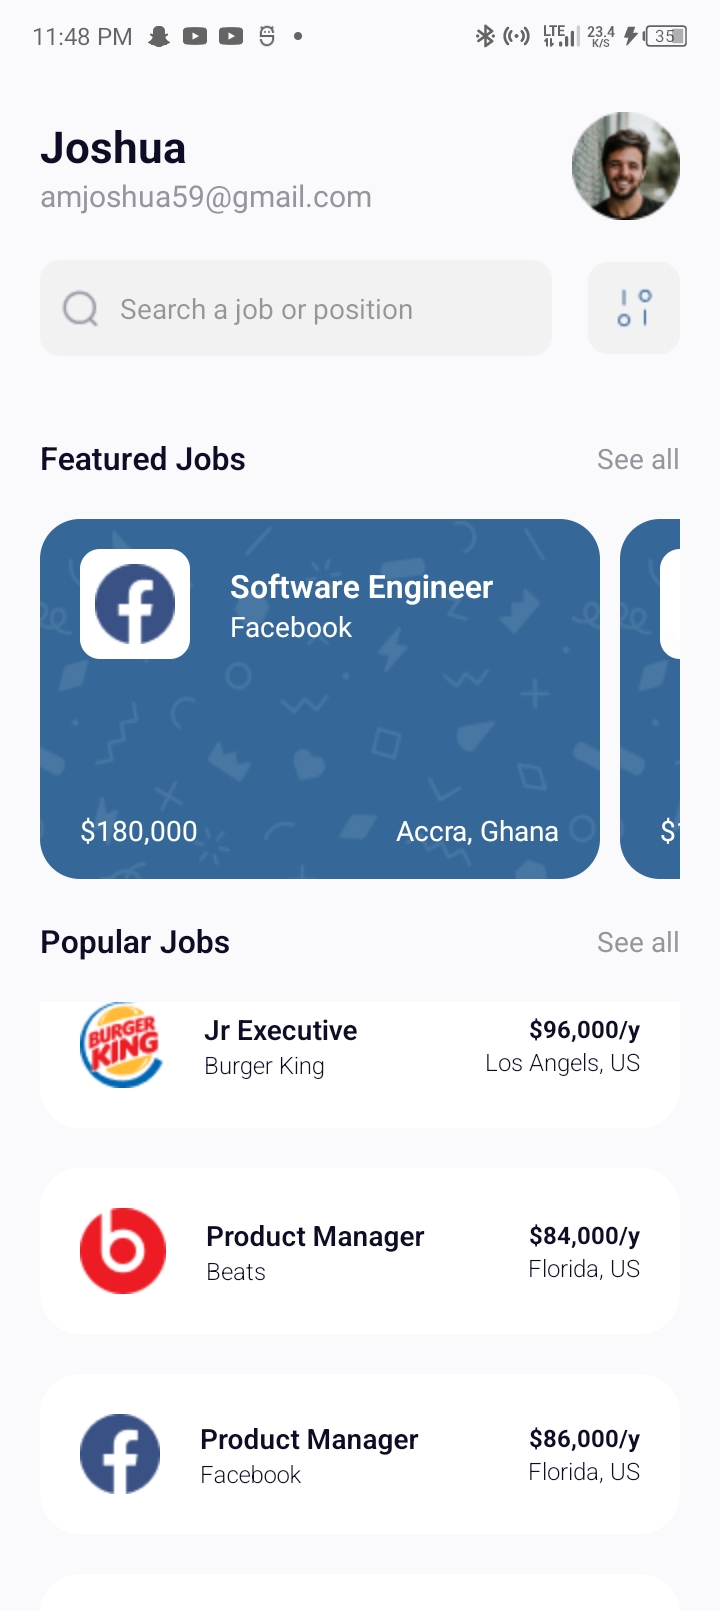 11:48 PM LTE 23.4 K/S 35
Joshua
amjoshua59@gmail.com
Search a job or position
Featured Jobs See all
Software Engineer
Facebook
$180,000 Accra, Ghana $1
Popular Jobs See all
BURGER KING
Jr Executive $96,000/y
Burger King Los Angels, US
Product Manager $84,000/y
Beats Florida, US
Product Manager $86,000/y
Facebook Florida, US